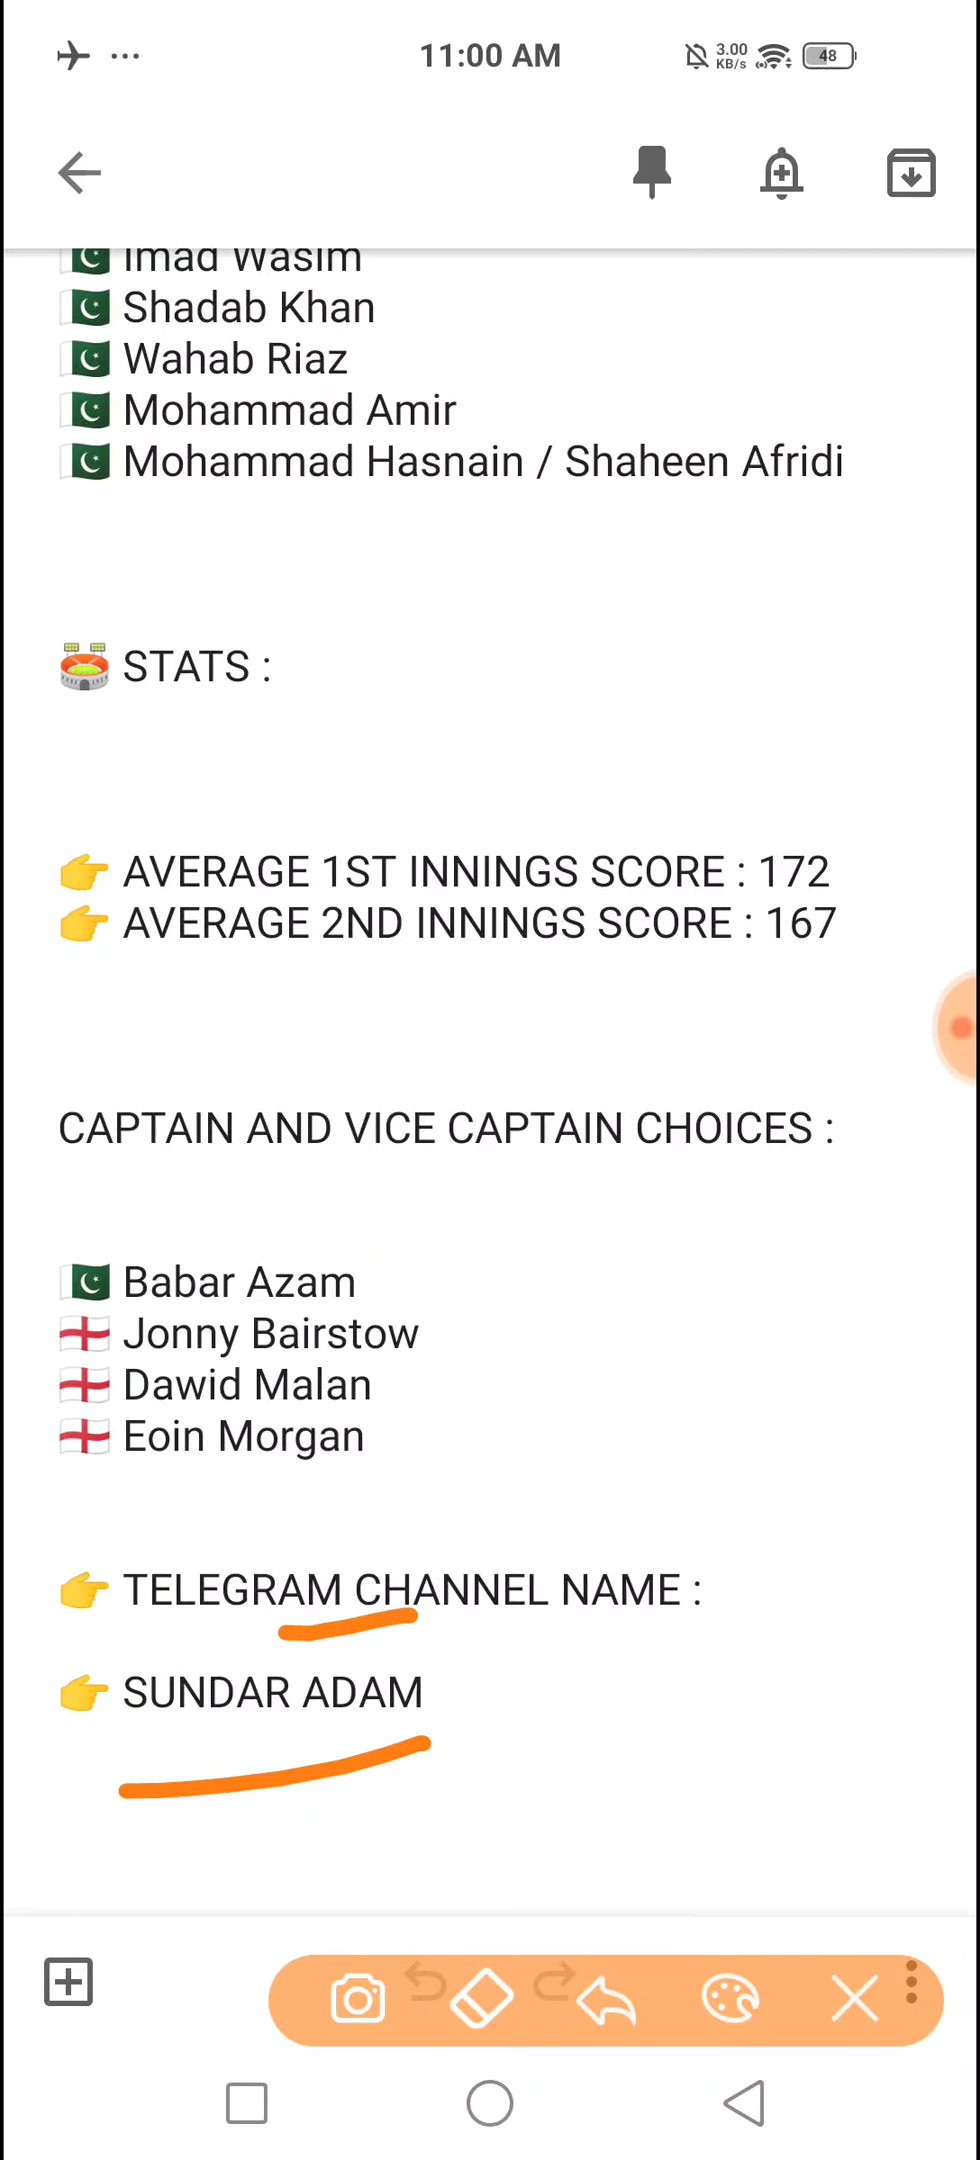 11:00 AM
3.00 KB/s
48
Imad Wasim
Shadab Khan
Wahab Riaz
Mohammad Amir
Mohammad Hasnain / Shaheen Afridi
STATS :
AVERAGE 1ST INNINGS SCORE : 172
AVERAGE 2ND INNINGS SCORE : 167
CAPTAIN AND VICE CAPTAIN CHOICES :
Babar Azam
Jonny Bairstow
Dawid Malan
Eoin Morgan
TELEGRAM CHANNEL NAME :
SUNDAR ADAM